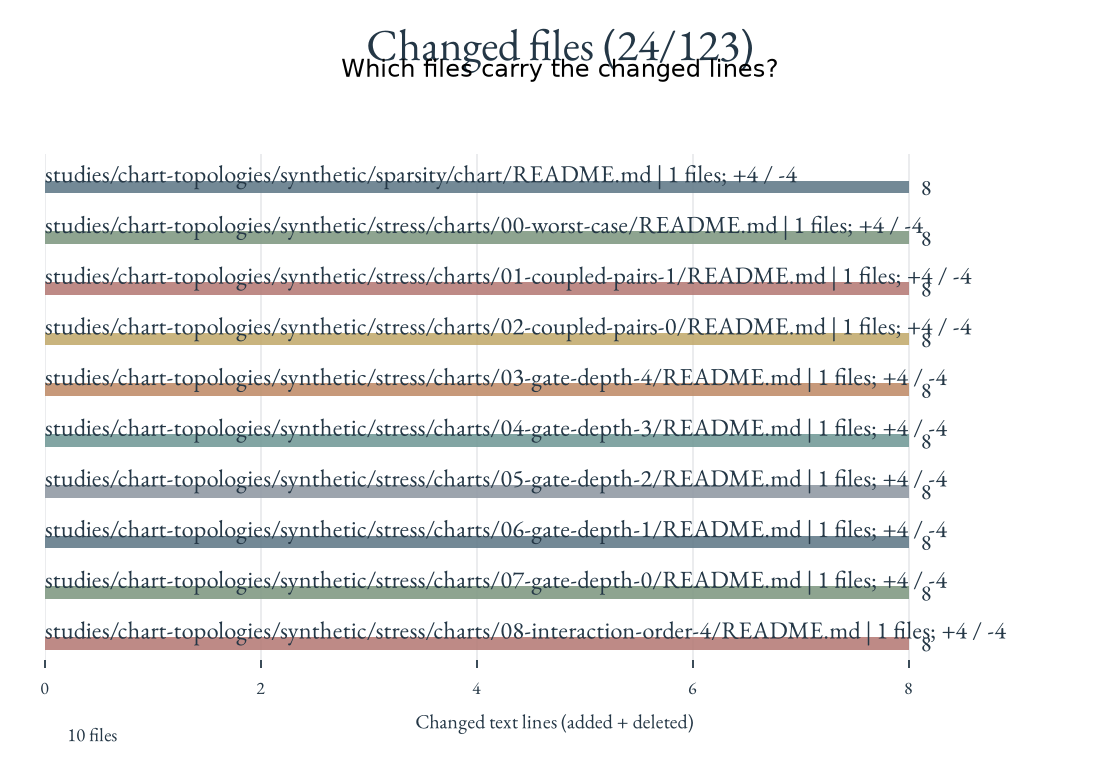 Changed files (24/123)
Which files carry the changed lines?
studies/chart-topologies/synthetic/sparsity/chart/README.md | 1 files; +4 / -4
8
studies/chart-topologies/synthetic/stress/charts/00-worst-case/README.md | 1 files; +4 / -4
8
studies/chart-topologies/synthetic/stress/charts/01-coupled-pairs-1/README.md | 1 files; +4 / -4
8
studies/chart-topologies/synthetic/stress/charts/02-coupled-pairs-0/README.md | 1 files; +4 / -4
8
studies/chart-topologies/synthetic/stress/charts/03-gate-depth-4/README.md | 1 files; +4 / -4
8
studies/chart-topologies/synthetic/stress/charts/04-gate-depth-3/README.md | 1 files; +4 / -4
8
studies/chart-topologies/synthetic/stress/charts/05-gate-depth-2/README.md | 1 files; +4 / -4
8
studies/chart-topologies/synthetic/stress/charts/06-gate-depth-1/README.md | 1 files; +4 / -4
8
studies/chart-topologies/synthetic/stress/charts/07-gate-depth-0/README.md | 1 files; +4 / -4
8
studies/chart-topologies/synthetic/stress/charts/08-interaction-order-4/README.md | 1 files; +4 / -4
8
0 2 4 6 8
Changed text lines (added + deleted)
10 files